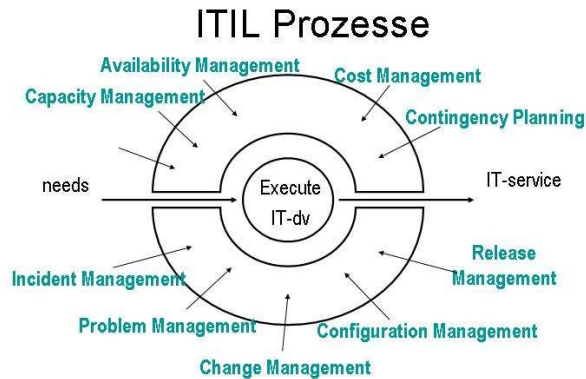 ITIL Prozesse
Availability Management
Cost Management
Capacity Management
Contingency Planning
needs
Execute
IT-dv
IT-service
Release
Management
Incident Management
Problem Management
Configuration Management
Change Management